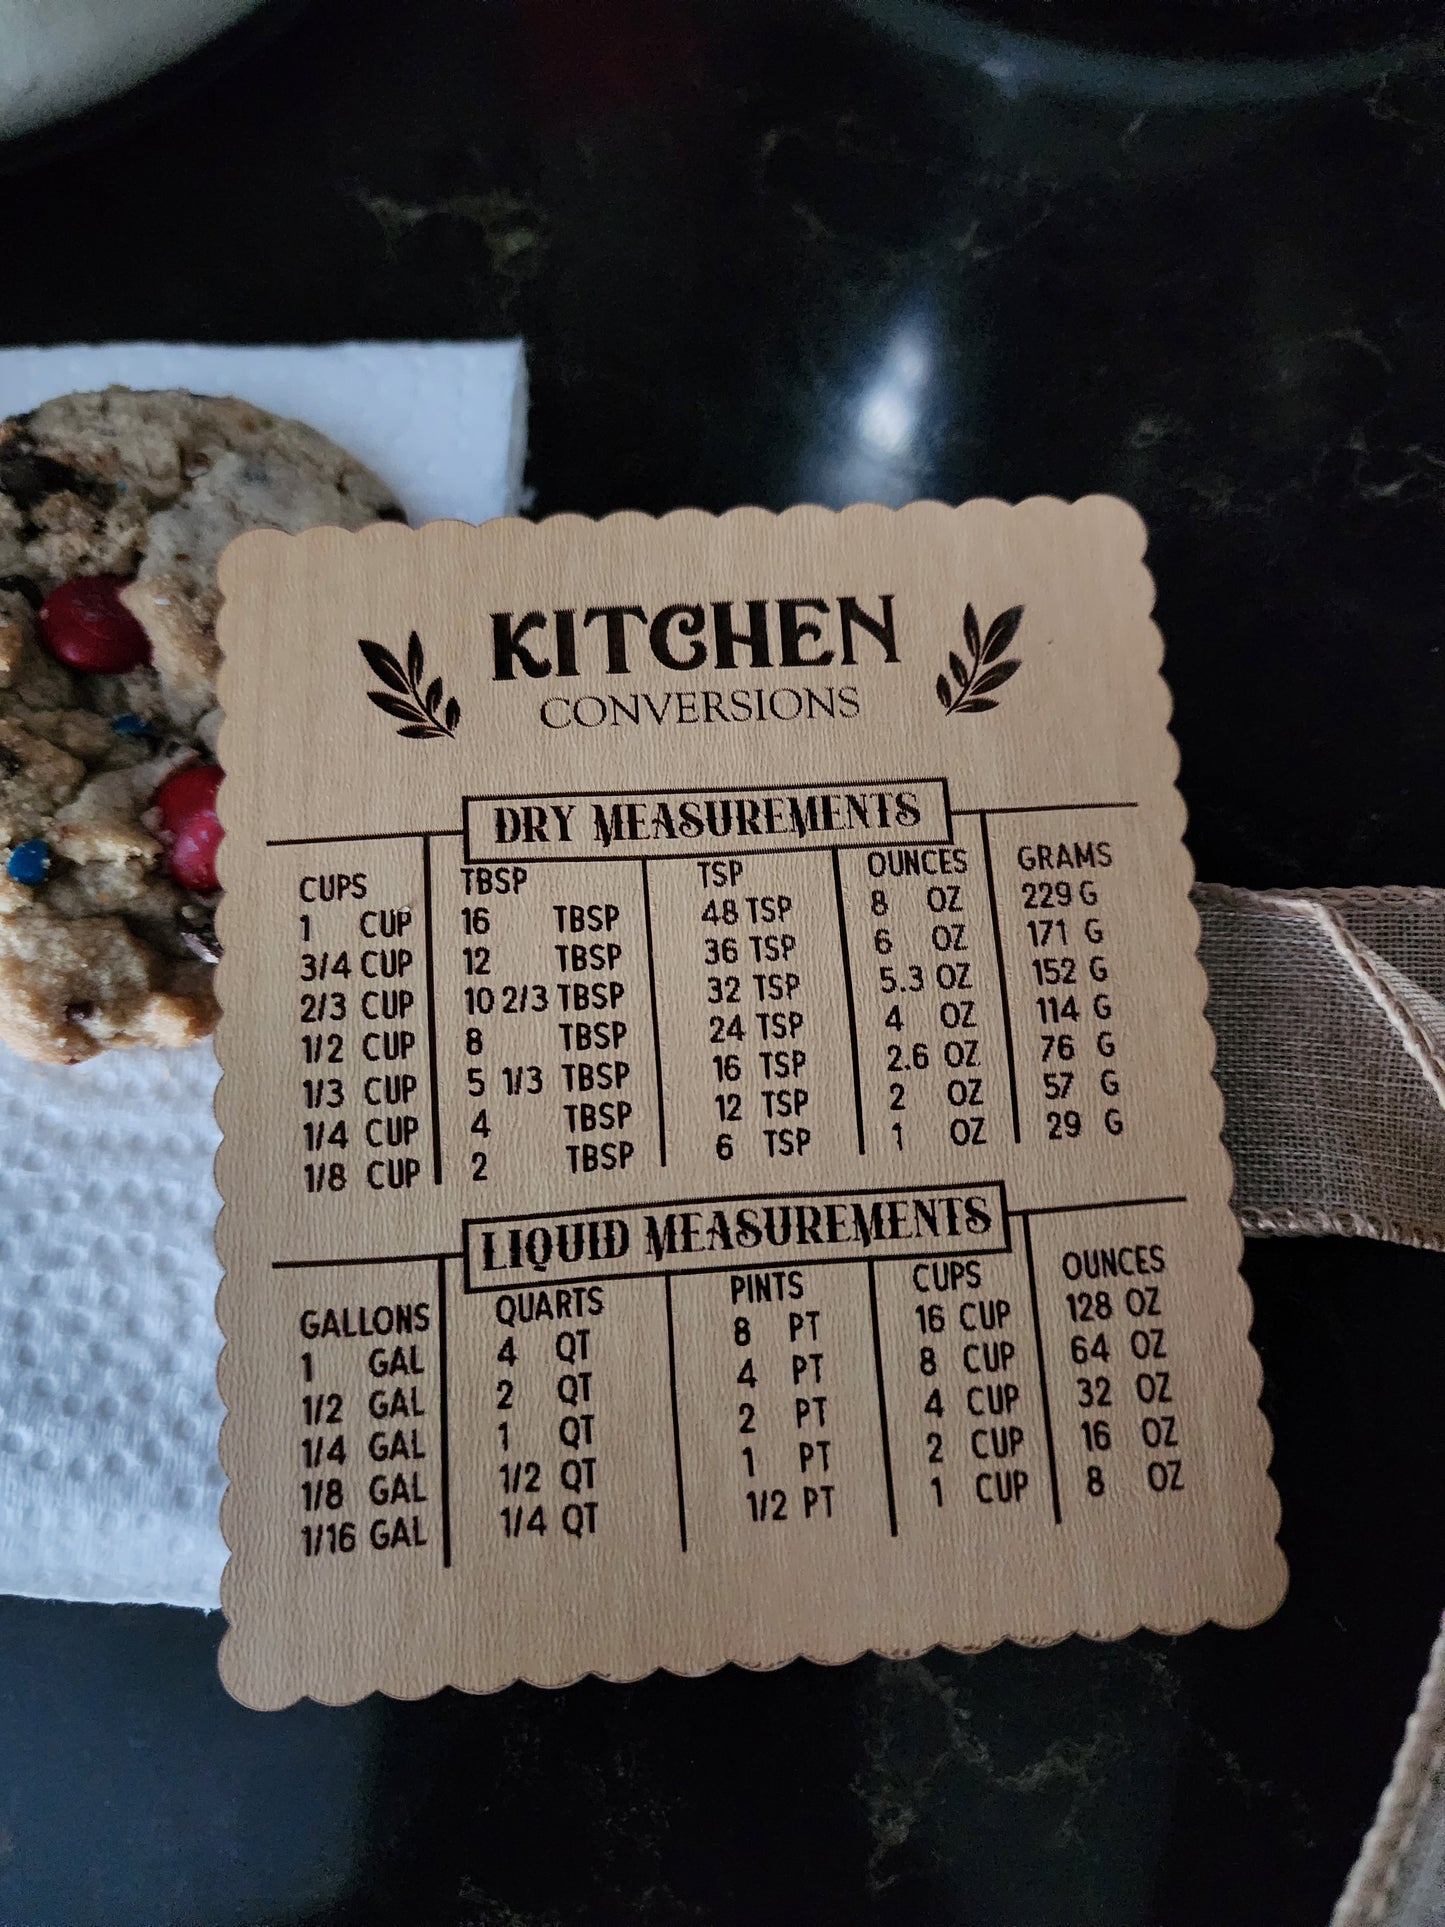 KITCHEN
CONVERSIONS
DRY MEASUREMENTS
CUPS TBSP TSP OUNCES GRAMS
1 CUP 16 TBSP 48 TSP 8 OZ 229 G
3/4 CUP 12 TBSP 36 TSP 6 OZ 171 G
2/3 CUP 10 2/3 TBSP 32 TSP 5.3 OZ 152 G
1/2 CUP 8 TBSP 24 TSP 4 OZ 114 G
1/3 CUP 5 1/3 TBSP 16 TSP 2.6 OZ 76 G
1/4 CUP 4 TBSP 12 TSP 2 OZ 57 G
1/8 CUP 2 TBSP 6 TSP 1 OZ 29 G
LIQUID MEASUREMENTS
GALLONS QUARTS PINTS CUPS OUNCES
1 GAL 4 QT 8 PT 16 CUP 128 OZ
1/2 GAL 2 QT 4 PT 8 CUP 64 OZ
1/4 GAL 1 QT 2 PT 4 CUP 32 OZ
1/8 GAL 1/2 QT 1 PT 2 CUP 16 OZ
1/16 GAL 1/4 QT 1/2 PT 1 CUP 8 OZ